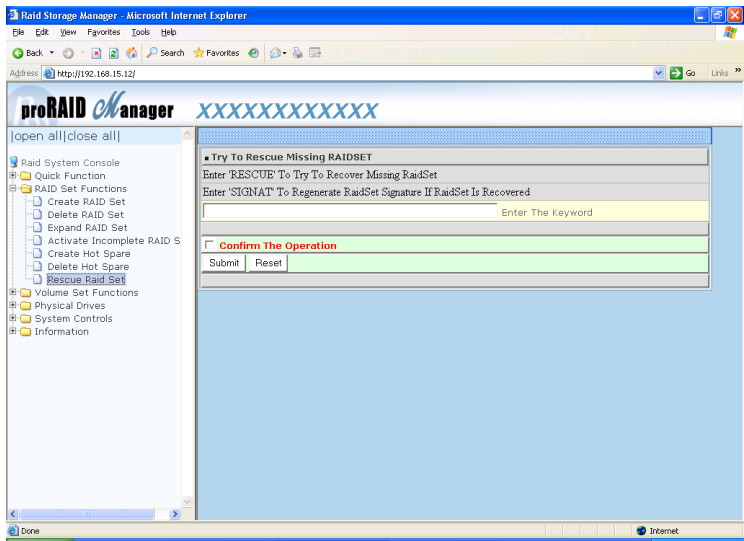 Raid Storage Manager - Microsoft Internet Explorer
File Edit View Favorites Tools Help
Back Search Favorites
Address http://192.168.15.12/ Go Links »
proRAID Manager XXXXXXXXXXXX
|open all|close all|
Raid System Console
Quick Function
RAID Set Functions
Create RAID Set
Delete RAID Set
Expand RAID Set
Activate Incomplete RAID S
Create Hot Spare
Delete Hot Spare
Rescue Raid Set
Volume Set Functions
Physical Drives
System Controls
Information
Try To Rescue Missing RAIDSET
Enter 'RESCUE' To Try To Recover Missing RaidSet
Enter 'SIGNAT' To Regenerate RaidSet Signature If RaidSet Is Recovered
Enter The Keyword
Confirm The Operation
Submit Reset
Done Internet